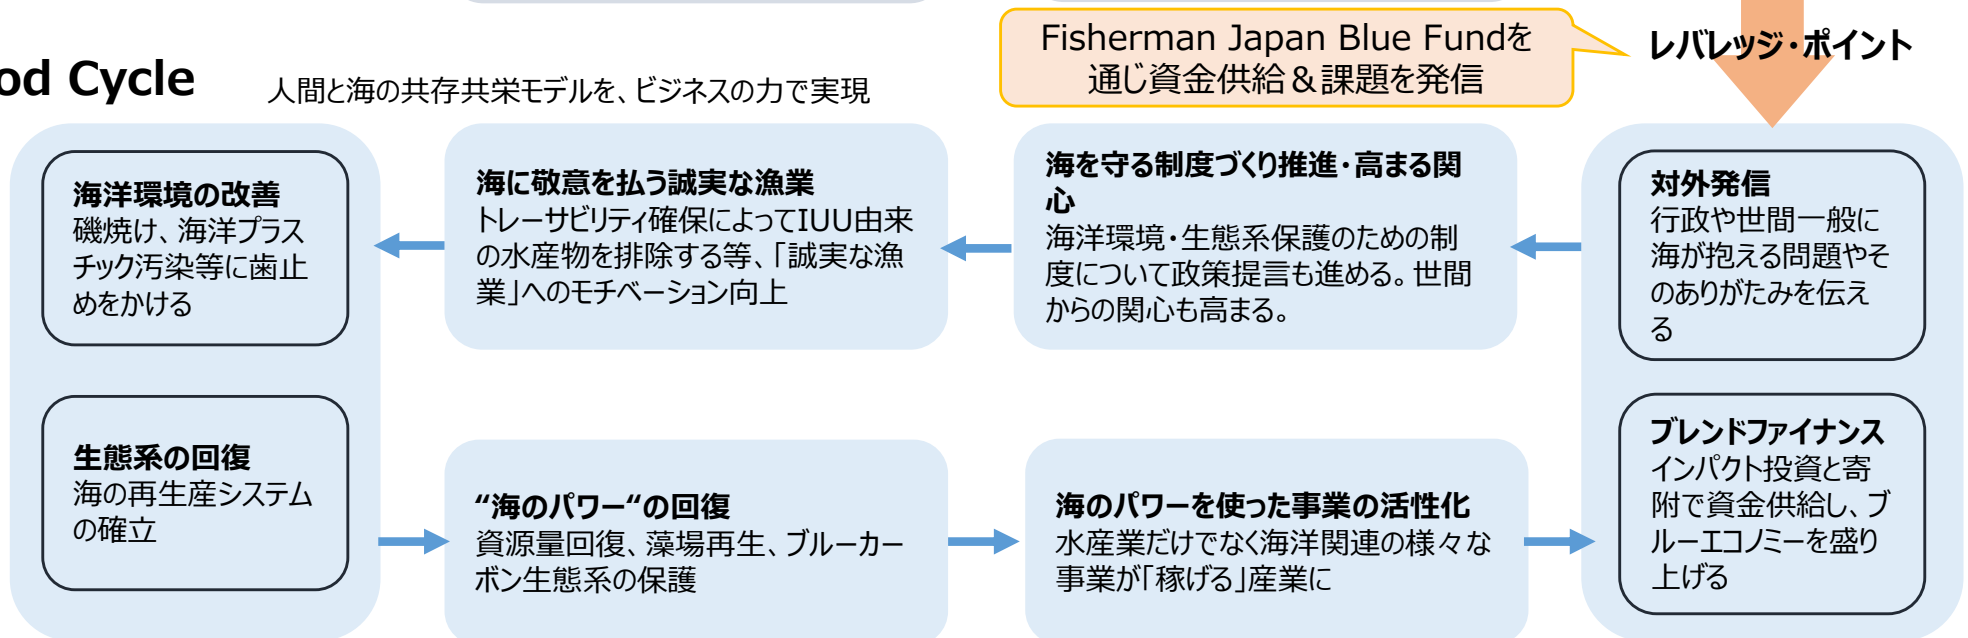 Fisherman Japan Blue Fundを
通じ資金供給＆課題を発信
レバレッジ・ポイント
od Cycle
人間と海の共存共栄モデルを、ビジネスの力で実現
海洋環境の改善
磯焼け、海洋プラス
チック汚染等に歯止
めをかける
海に敬意を払う誠実な漁業
トレーサビリティ確保によってIUU由来
の水産物を排除する等、「誠実な漁
業」へのモチベーション向上
海を守る制度づくり推進・高まる関
心
海洋環境・生態系保護のための制
度について政策提言も進める。世間
からの関心も高まる。
対外発信
行政や世間一般に
海が抱える問題やそ
のありがたみを伝え
る
生態系の回復
海の再生産システム
の確立
“海のパワー“の回復
資源量回復、藻場再生、ブルーカー
ボン生態系の保護
海のパワーを使った事業の活性化
水産業だけでなく海洋関連の様々な
事業が「稼げる」産業に
ブレンドファイナンス
インパクト投資と寄
附で資金供給し、ブ
ルーエコノミーを盛り
上げる